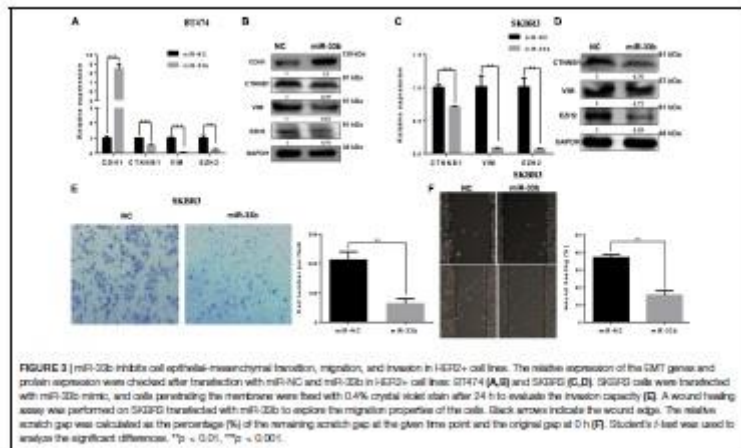 A
BT474
B
C
SKBR3
D
miR-NC
miR-33b
NC miR-33b
miR-NC
miR-33b
NC miR-33b
Relative expression
Relative expression
CDH1
CTNNB1
VIM
EZH2
GAPDH
CTNNB1
VIM
EZH2
GAPDH
CDH1 CTNNB1 VIM EZH2
CTNNB1 VIM EZH2
E
SKBR3
F
SKBR3
NC
miR-33b
NC
miR-33b
miR-NC miR-33b
miR-NC miR-33b
FIGURE 3 | miR-33b inhibits cell epithelial-mesenchymal transition, migration, and invasion in HER2+ cell lines. The relative expression of the EMT genes and
protein expression were checked after transfection with miR-NC and miR-33b in HER2+ cell lines: BT474 (A,B) and SKBR3 (C,D). SKBR3 cells were transfected
with miR-33b mimic, and cells penetrating the membrane were fixed with 0.4% crystal violet stain after 24 h to evaluate the invasion capacity (E). A wound healing
assay was performed on SKBR3 transfected with miR-33b to explore the migration properties of the cells. Black arrows indicate the wound edge. The relative
scratch gap was calculated as the percentage (%) of the remaining scratch gap at the given time point and the original gap at 0 h (F). Student's t-test was used to
analyze the significant differences. **p < 0.01, ***p < 0.001.